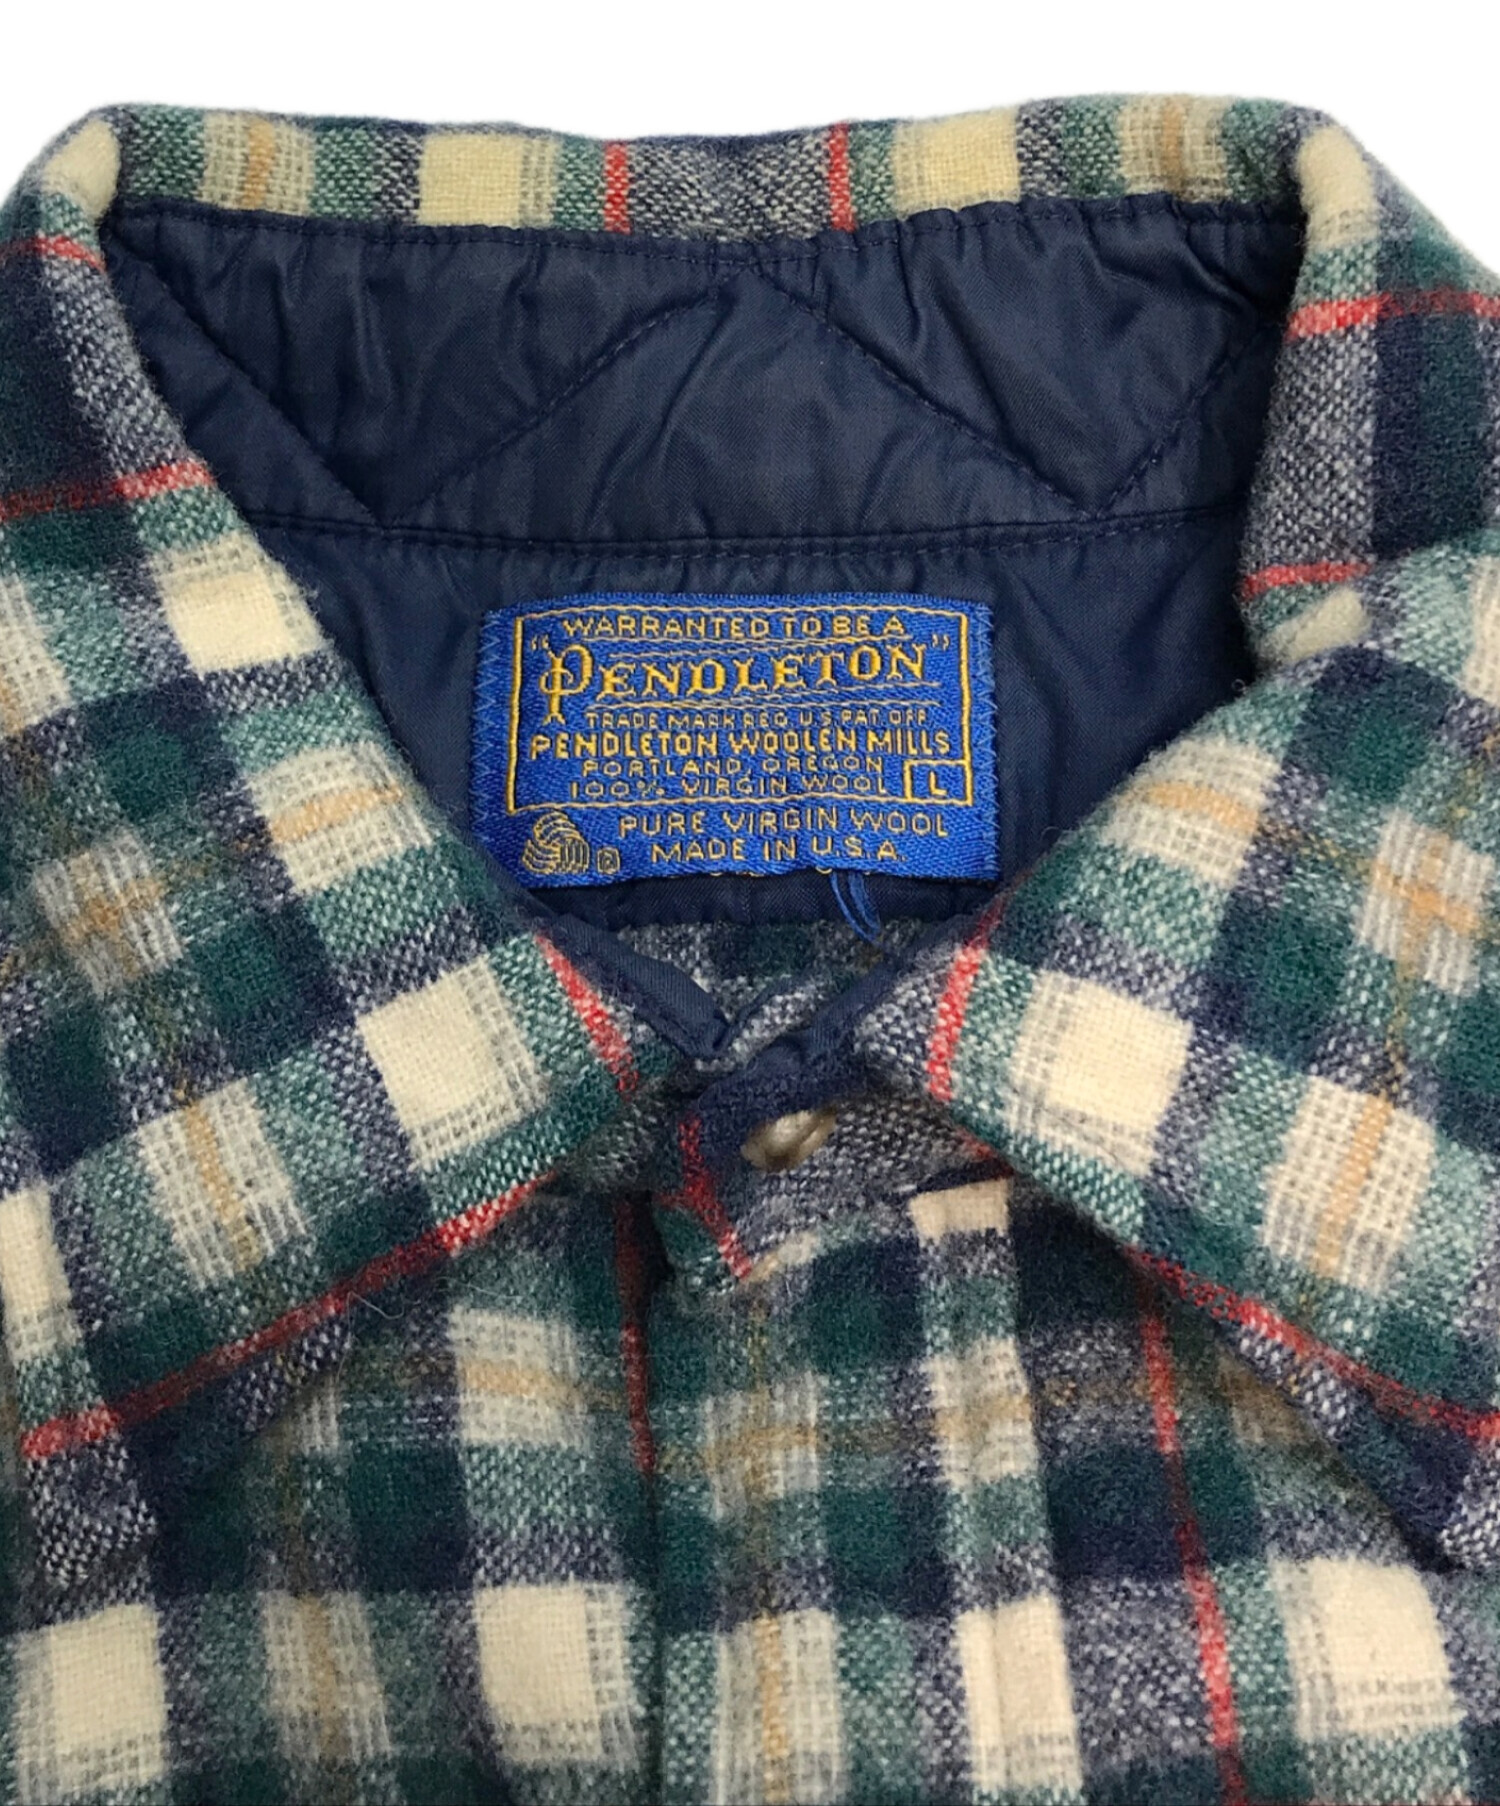 WARRANTED TO BE A
"PENDLETON"
TRADE MARK REG. U.S. PAT. OFF
PENDLETON WOOLEN MILLS
PORTLAND, OREGON
100% VIRGIN WOOL L
PURE VIRGIN WOOL
® MADE IN U.S.A.